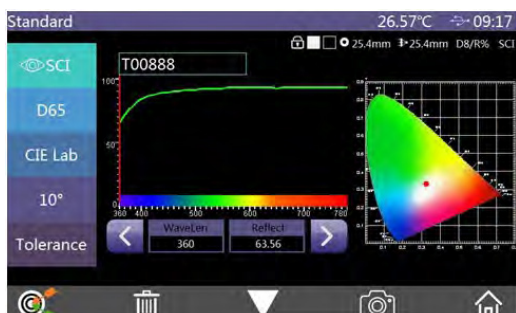 Standard
26.57°C 09:17
25.4mm 25.4mm D8/R% SCI
SCI
D65
CIE Lab
10°
Tolerance
T00888
100
50
0
360 400 500 600 700 780
WaveLen
360
Reflect
63.56